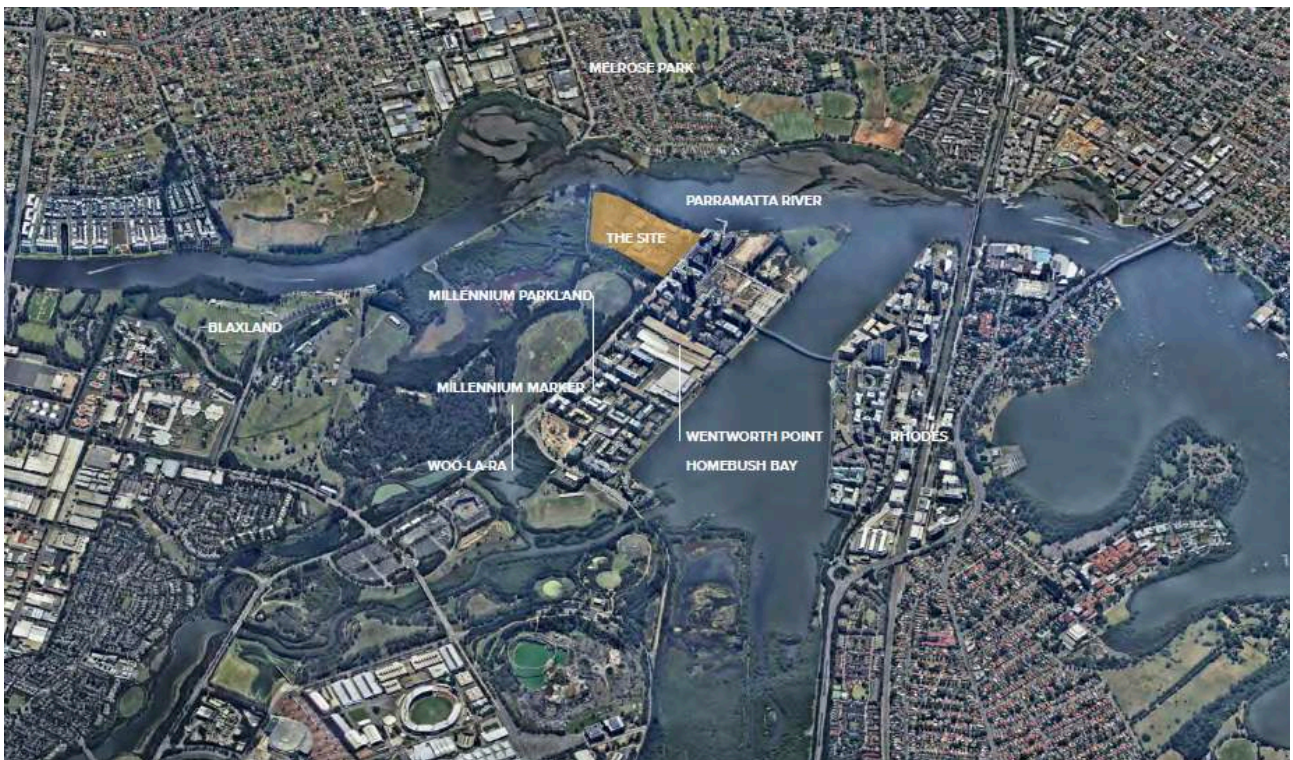 MELROSE PARK
PARRAMATTA RIVER
THE SITE
MILLENNIUM PARKLAND
BLAXLAND
MILLENNIUM MARKER
WENTWORTH POINT
RHODES
WOO-LA-RA
HOMEBUSH BAY